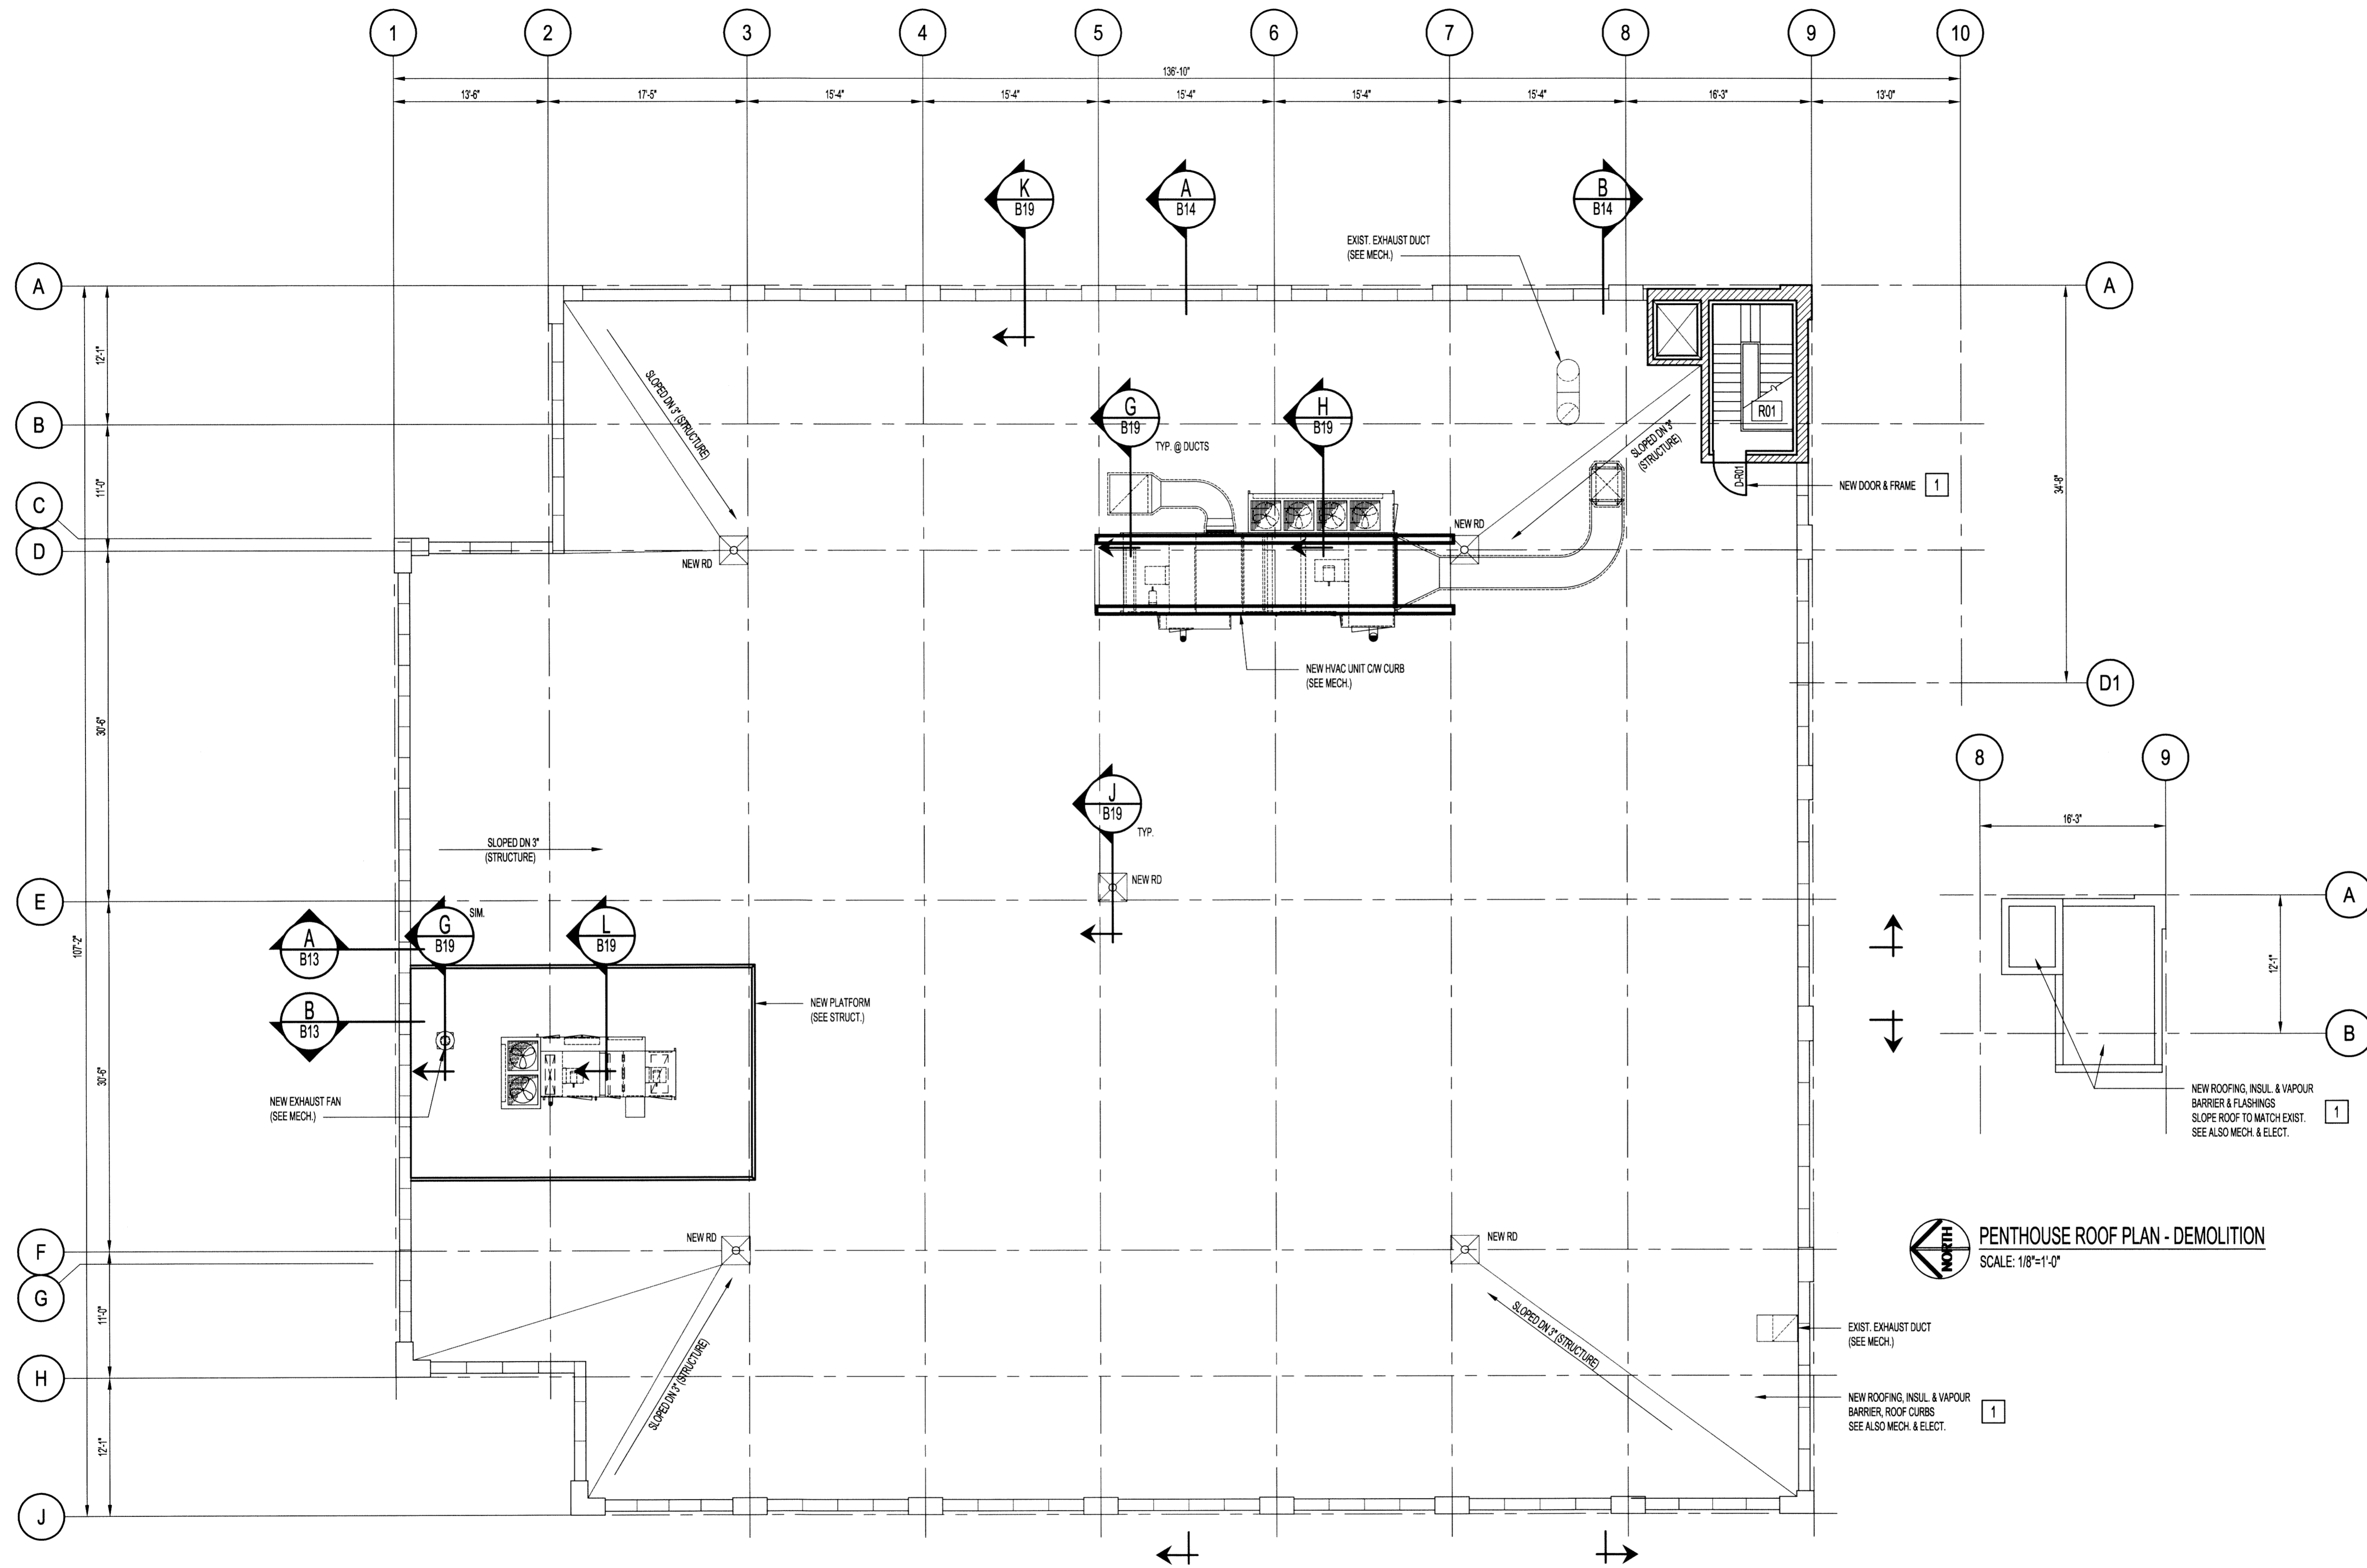 1 2 3 4 5 6 7 8 9 10
136'-10"
13'-6" 17'-5" 15'-4" 15'-4" 15'-4" 15'-4" 15'-4" 16'-3" 13'-0"
K
B19
A
B14
B
B14
EXIST. EXHAUST DUCT
(SEE MECH.)
A
A
12'-1"
SLOPED DN 3" (STRUCTURE)
B
G
B19
TYP. @ DUCTS
H
B19
R01
SLOPED DN 3"
(STRUCTURE)
D-R01
NEW DOOR & FRAME
1
34'-8"
11'-0"
C
D
NEW RD
NEW RD
NEW HVAC UNIT C/W CURB
(SEE MECH.)
D1
30'-6"
J
B19
TYP.
8
9
16'-3"
SLOPED DN 3"
(STRUCTURE)
E
NEW RD
107'-2"
A
B13
G
B19
SIM.
L
B19
A
12'-1"
B
B13
NEW PLATFORM
(SEE STRUCT.)
B
30'-6"
NEW EXHAUST FAN
(SEE MECH.)
NEW ROOFING, INSUL. & VAPOUR
BARRIER & FLASHINGS
SLOPE ROOF TO MATCH EXIST.
SEE ALSO MECH. & ELECT.
1
F
NEW RD
NEW RD
NORTH
PENTHOUSE ROOF PLAN - DEMOLITION
SCALE: 1/8"=1'-0"
G
11'-0"
SLOPED DN 3" (STRUCTURE)
SLOPED DN 3" (STRUCTURE)
EXIST. EXHAUST DUCT
(SEE MECH.)
H
NEW ROOFING, INSUL. & VAPOUR
BARRIER, ROOF CURBS
SEE ALSO MECH. & ELECT.
1
12'-1"
J